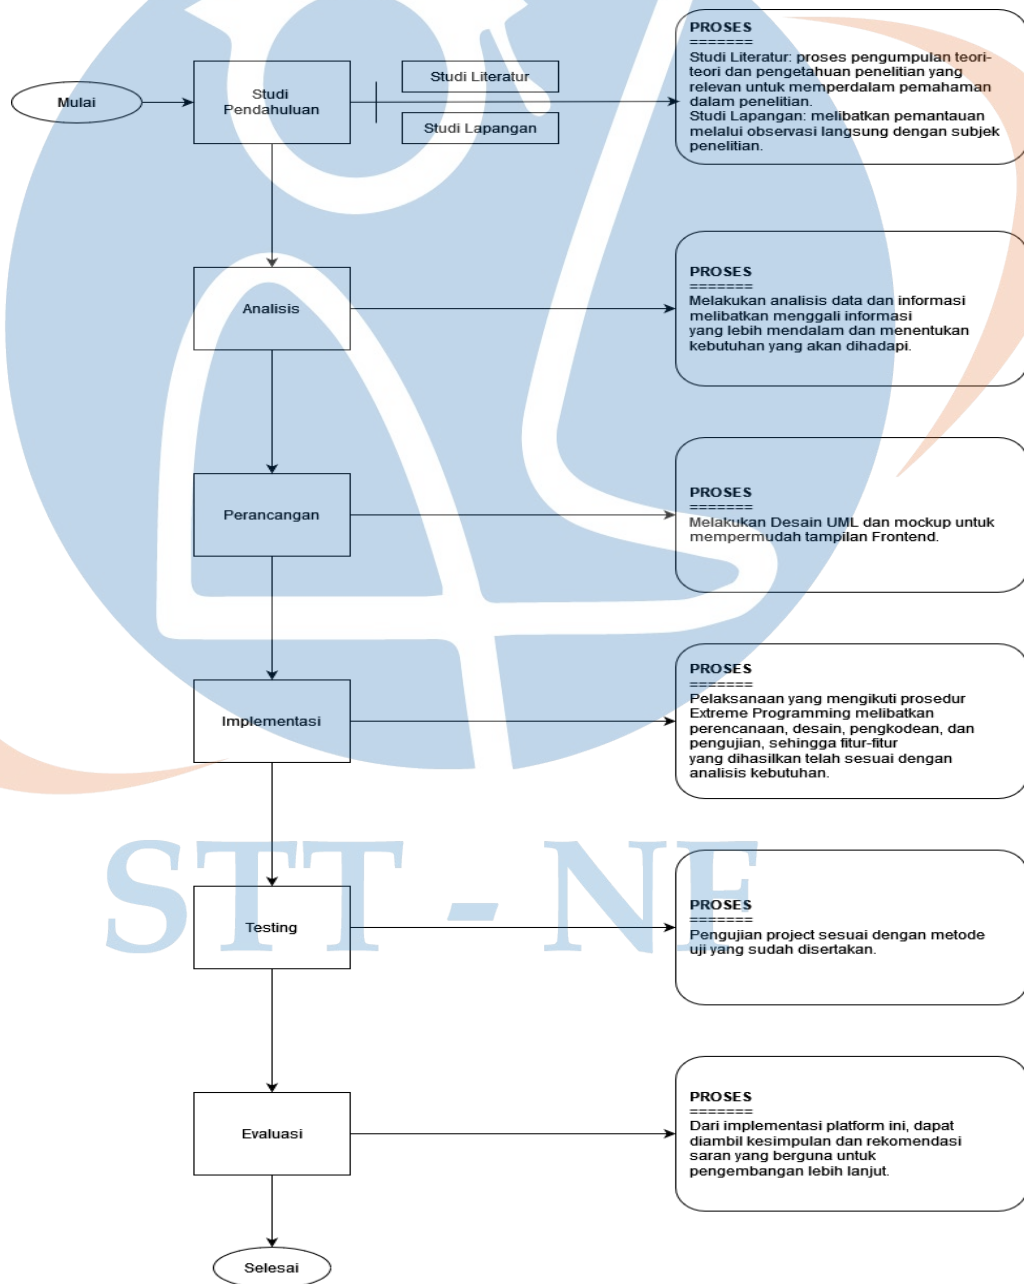 Mulai
Studi
Pendahuluan
Studi Literatur
Studi Lapangan
PROSES
=======
Studi Literatur: proses pengumpulan teori-
teori dan pengetahuan penelitian yang
relevan untuk memperdalam pemahaman
dalam penelitian.
Studi Lapangan: melibatkan pemantauan
melalui observasi langsung dengan subjek
penelitian.
Analisis
PROSES
=======
Melakukan analisis data dan informasi
melibatkan menggali informasi
yang lebih mendalam dan menentukan
kebutuhan yang akan dihadapi.
Perancangan
PROSES
=======
Melakukan Desain UML dan mockup untuk
mempermudah tampilan Frontend.
Implementasi
PROSES
=======
Pelaksanaan yang mengikuti prosedur
Extreme Programming melibatkan
perencanaan, desain, pengkodean, dan
pengujian, sehingga fitur-fitur
yang dihasilkan telah sesuai dengan
analisis kebutuhan.
STT - NF
Testing
PROSES
=======
Pengujian project sesuai dengan metode
uji yang sudah disertakan.
Evaluasi
PROSES
=======
Dari implementasi platform ini, dapat
diambil kesimpulan dan rekomendasi
saran yang berguna untuk
pengembangan lebih lanjut.
Selesai